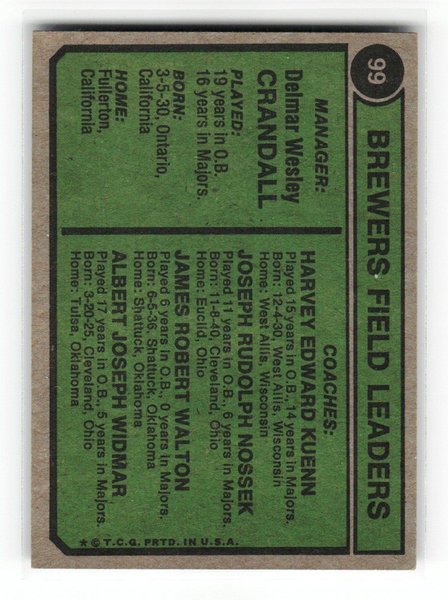 99
BREWERS FIELD LEADERS
MANAGER:
Delmar Wesley
CRANDALL
PLAYED:
19 years in O.B.
16 years in Majors.
BORN:
3-5-30, Ontario,
California
HOME:
Fullerton,
California
COACHES:
HARVEY EDWARD KUENN
Played 15 years in O.B., 14 years in Majors.
Born: 12-4-30, West Allis, Wisconsin
Home: West Allis, Wisconsin
JOSEPH RUDOLPH NOSSEK
Played 11 years in O.B., 6 years in Majors.
Born: 11-8-40, Cleveland, Ohio
Home: Euclid, Ohio
JAMES ROBERT WALTON
Played 6 years in O.B., 0 years in Majors.
Born: 6-5-36, Shattuck, Oklahoma
Home: Shattuck, Oklahoma
ALBERT JOSEPH WIDMAR
Played 17 years in O.B., 5 years in Majors.
Born: 3-20-25, Cleveland, Ohio
Home: Tulsa, Oklahoma
* © T.C.G. PRTD. IN U.S.A.